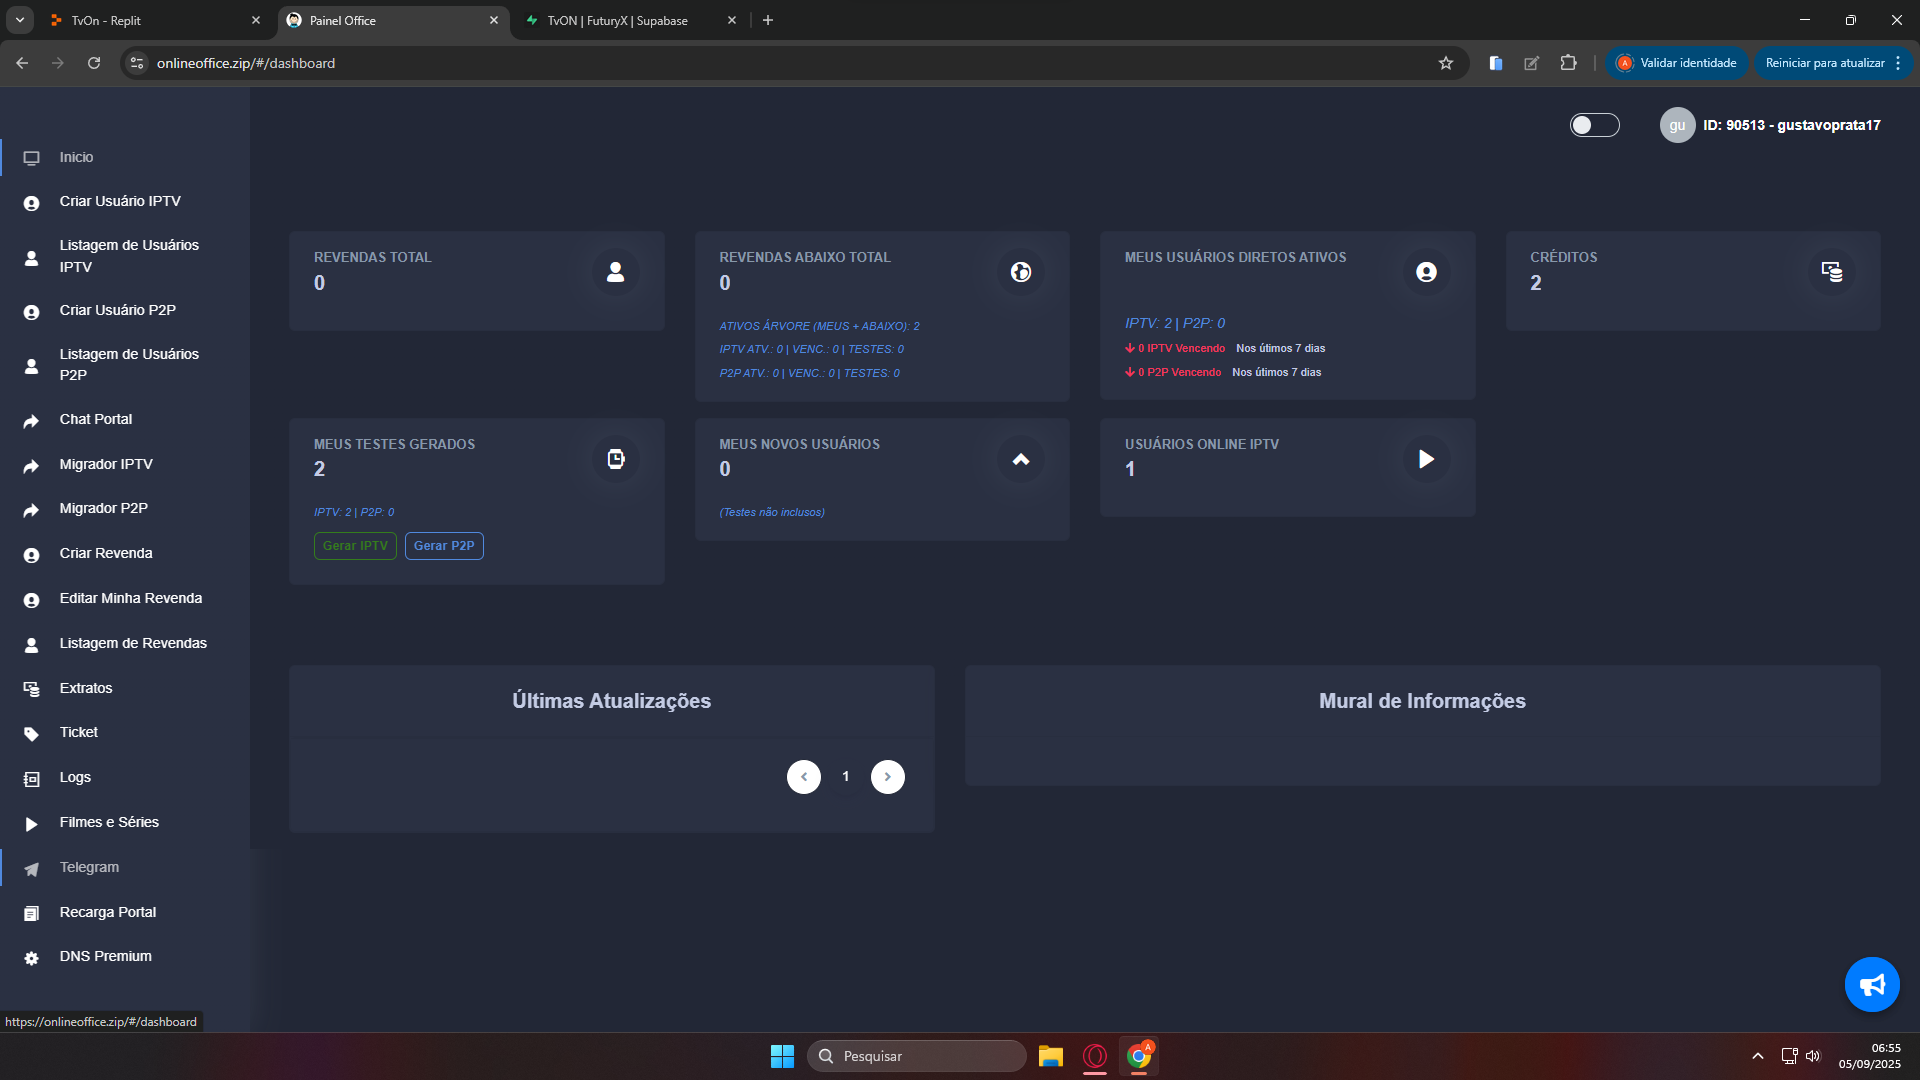 TvOn - Replit
Painel Office
TvON | FuturyX | Supabase
onlineoffice.zip/#/dashboard
A
Validar identidade
Reiniciar para atualizar
gu
ID: 90513 - gustavoprata17
Inicio
Criar Usuário IPTV
Listagem de Usuários
IPTV
Criar Usuário P2P
Listagem de Usuários
P2P
Chat Portal
Migrador IPTV
Migrador P2P
Criar Revenda
Editar Minha Revenda
Listagem de Revendas
Extratos
Ticket
Logs
Filmes e Séries
Telegram
Recarga Portal
DNS Premium
REVENDAS TOTAL
0
REVENDAS ABAIXO TOTAL
0
ATIVOS ÁRVORE (MEUS + ABAIXO): 2
IPTV ATV.: 0 | VENC.: 0 | TESTES: 0
P2P ATV.: 0 | VENC.: 0 | TESTES: 0
MEUS USUÁRIOS DIRETOS ATIVOS
IPTV: 2 | P2P: 0
0 IPTV Vencendo Nos útimos 7 dias
0 P2P Vencendo Nos útimos 7 dias
CRÉDITOS
2
MEUS TESTES GERADOS
2
IPTV: 2 | P2P: 0
Gerar IPTV
Gerar P2P
MEUS NOVOS USUÁRIOS
0
(Testes não inclusos)
USUÁRIOS ONLINE IPTV
1
Últimas Atualizações
1
Mural de Informações
https://onlineoffice.zip/#/dashboard
Pesquisar
A
06:55
05/09/2025